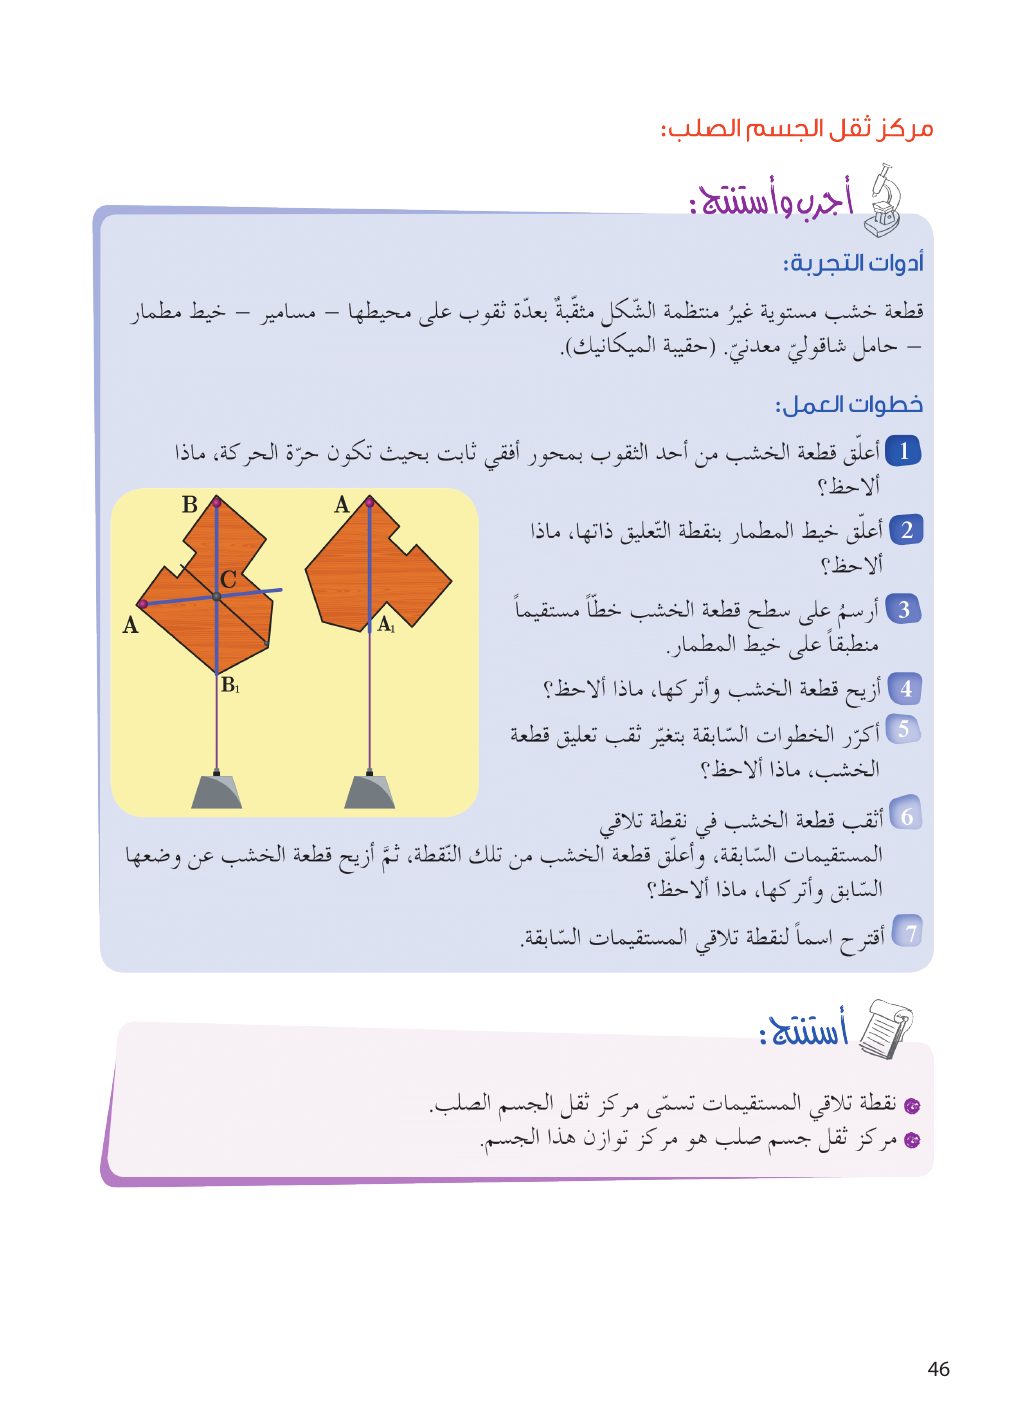 مركز ثقل الجسم الصلب:
أجرب وأستنتج:
أدوات التجربة:
قطعة خشب مستوية غيرُ منتظمة الشّكل مثقّبةٌ بعدّة ثقوب على محيطها – مسامير – خيط مطمار
– حامل شاقوليّ معدنيّ. (حقيبة الميكانيك).
خطوات العمل:
1 أعلّق قطعة الخشب من أحد الثقوب بمحور أفقي ثابت بحيث تكون حرّة الحركة، ماذا
ألاحظ؟
2 أعلّق خيط المطمار بنقطة التّعليق ذاتها، ماذا
ألاحظ؟
3 أرسمُ على سطح قطعة الخشب خطّاً مستقيماً
منطبقاً على خيط المطمار.
4 أزيح قطعة الخشب وأتركها، ماذا ألاحظ؟
5 أكرّر الخطوات السّابقة بتغيّر ثقب تعليق قطعة
الخشب، ماذا ألاحظ؟
6 أثقب قطعة الخشب في نقطة تلاقي
المستقيمات السّابقة، وأعلّق قطعة الخشب من تلك النّقطة، ثمَّ أزيح قطعة الخشب عن وضعها
السّابق وأتركها، ماذا ألاحظ؟
7 أقترح اسماً لنقطة تلاقي المستقيمات السّابقة.
B
A
C
A
A1
B1
أستنتج:
نقطة تلاقي المستقيمات تسمّى مركز ثقل الجسم الصلب.
مركز ثقل جسم صلب هو مركز توازن هذا الجسم.
46